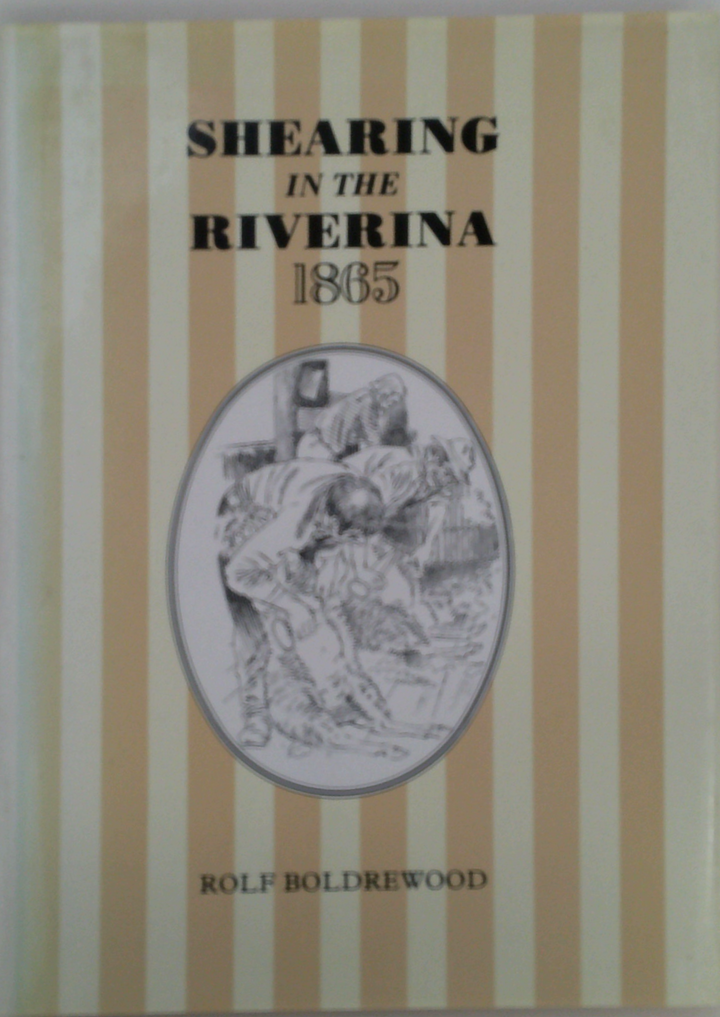 SHEARING
IN THE
RIVERINA
1865
ROLF BOLDREWOOD